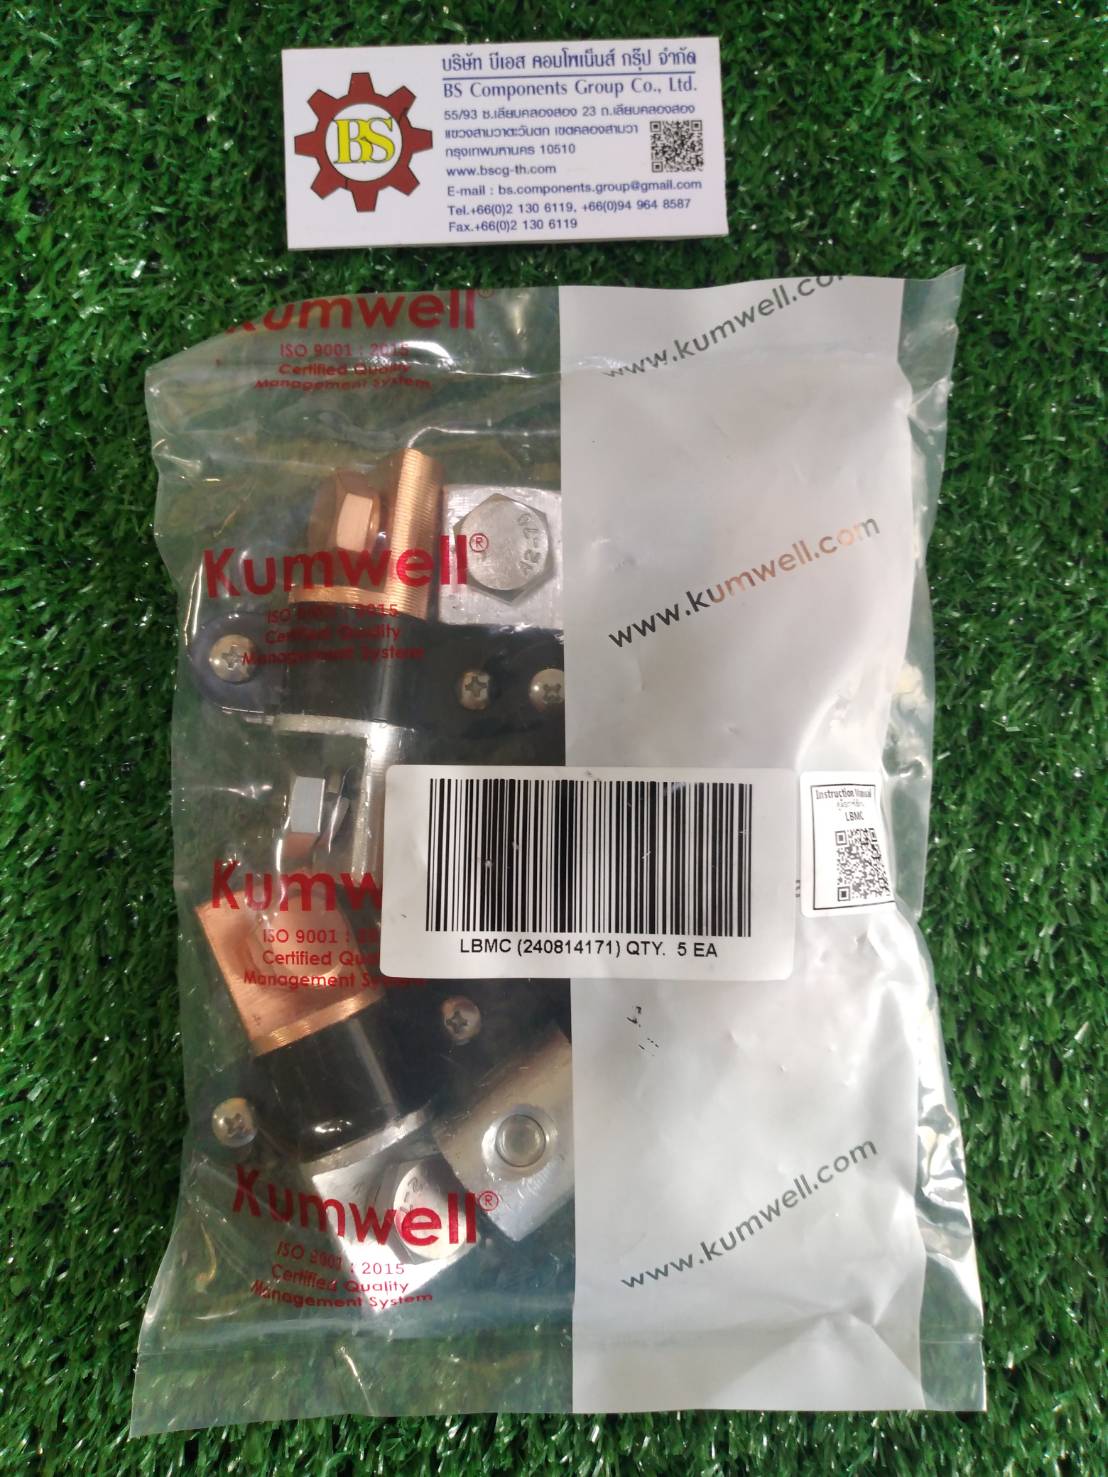 BS
บริษัท บีเอส คอมโพเน็นส์ กรุ๊ป จำกัด
BS Components Group Co., Ltd.
55/93 ซ.เลียบคลองสอง 23 ถ.เลียบคลองสอง
แขวงสามวาตะวันตก เขตคลองสามวา
กรุงเทพมหานคร 10510
www.bscg-th.com
E-mail : bs.components.group@gmail.com
Tel.+66(0)2 130 6119, +66(0)94 964 8587
Fax.+66(0)2 130 6119
Kumwell®
ISO 9001 : 2015
Certified Quality
Management System
www.kumwell.com
Kumwell®
ISO 9001 : 2015
Certified Quality
Management System
www.kumwell.com
LBMC (240814171) QTY. 5 EA
Instruction Manual
LBMC
Kumw
ISO 9001 :
Certified Qua
Management Sy
Kumwell®
ISO 9001 : 2015
Certified Quality
Management System
www.kumwell.com